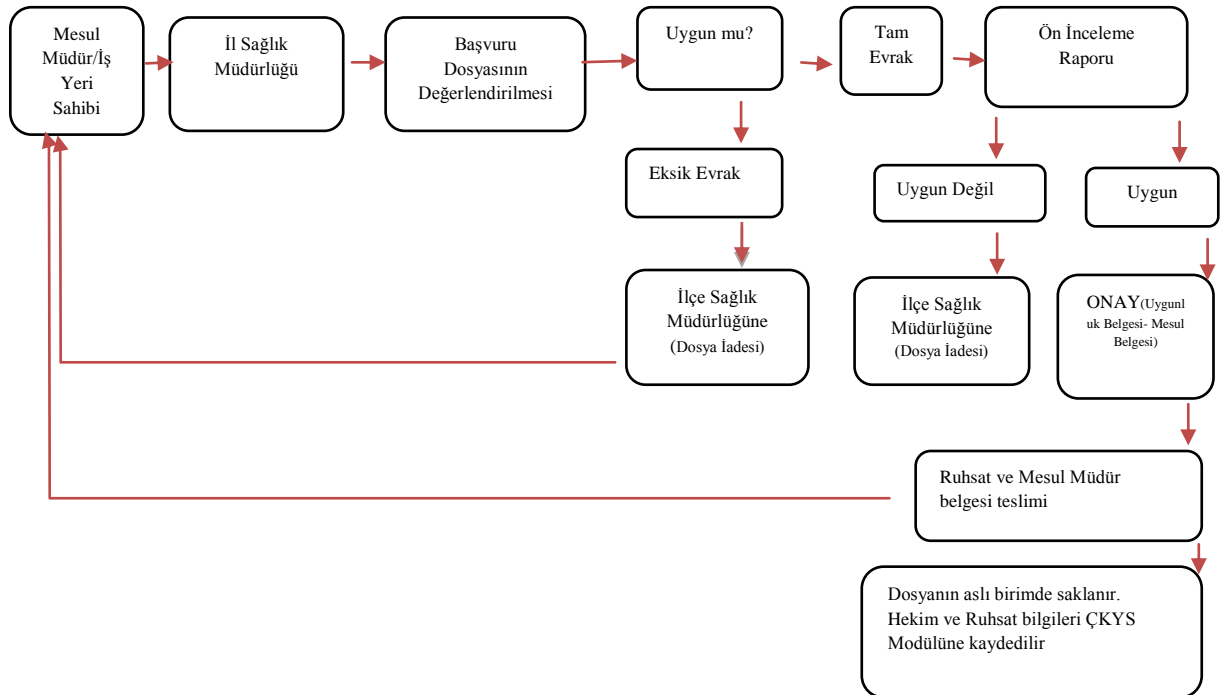 Mesul
Müdür/İş
Yeri
Sahibi
İl Sağlık
Müdürlüğü
Başvuru
Dosyasının
Değerlendirilmesi
Uygun mu?
Tam
Evrak
Ön İnceleme
Raporu
Eksik Evrak
Uygun Değil
Uygun
İlçe Sağlık
Müdürlüğüne
(Dosya İadesi)
İlçe Sağlık
Müdürlüğüne
(Dosya İadesi)
ONAY(Uygunl
uk Belgesi- Mesul
Belgesi)
Ruhsat ve Mesul Müdür
belgesi teslimi
Dosyanın aslı birimde saklanır.
Hekim ve Ruhsat bilgileri ÇKYS
Modülüne kaydedilir